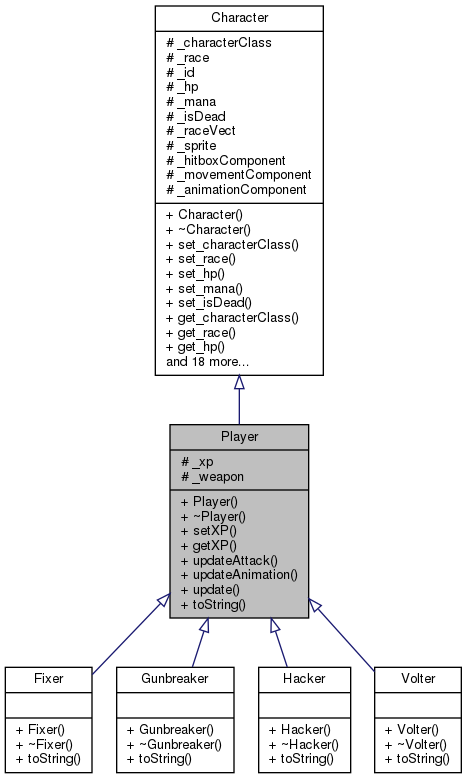 Character
# _characterClass
# _race
# _id
# _hp
# _mana
# _isDead
# _raceVect
# _sprite
# _hitboxComponent
# _movementComponent
# _animationComponent
+ Character()
+ ~Character()
+ set_characterClass()
+ set_race()
+ set_hp()
+ set_mana()
+ set_isDead()
+ get_characterClass()
+ get_race()
+ get_hp()
and 18 more...
Player
# _xp
# _weapon
+ Player()
+ ~Player()
+ setXP()
+ getXP()
+ updateAttack()
+ updateAnimation()
+ update()
+ toString()
Fixer
+ Fixer()
+ ~Fixer()
+ toString()
Gunbreaker
+ Gunbreaker()
+ ~Gunbreaker()
+ toString()
Hacker
+ Hacker()
+ ~Hacker()
+ toString()
Volter
+ Volter()
+ ~Volter()
+ toString()